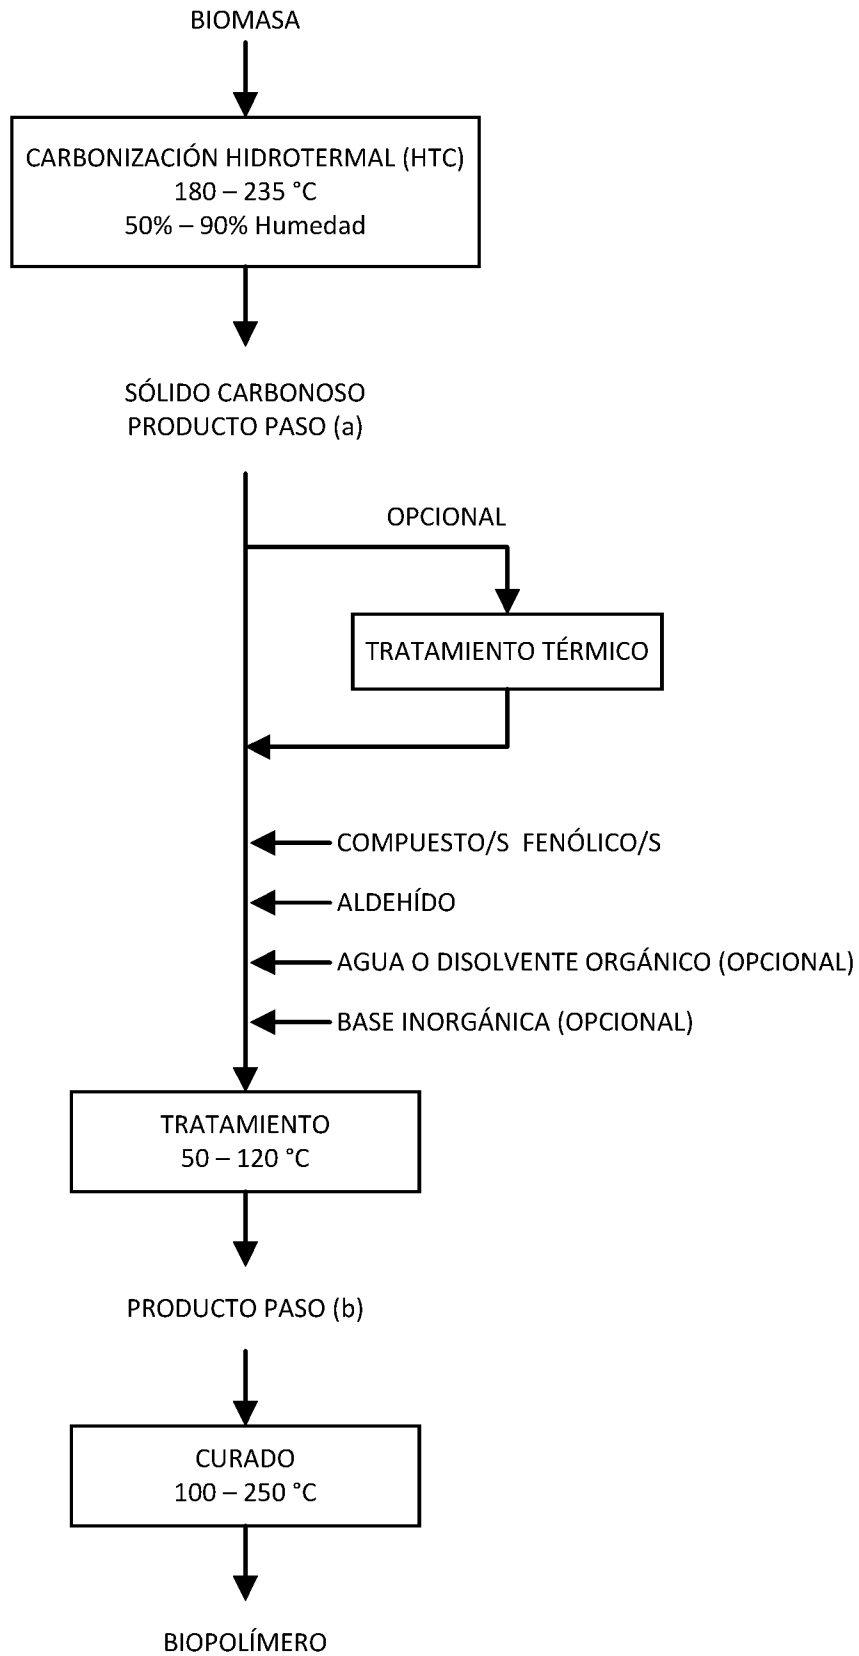 BIOMASA
CARBONIZACIÓN HIDROTERMAL (HTC)
180 – 235 °C
50% – 90% Humedad
SÓLIDO CARBONOSO
PRODUCTO PASO (a)
OPCIONAL
TRATAMIENTO TÉRMICO
COMPUESTO/S FENÓLICO/S
ALDEHÍDO
AGUA O DISOLVENTE ORGÁNICO (OPCIONAL)
BASE INORGÁNICA (OPCIONAL)
TRATAMIENTO
50 – 120 °C
PRODUCTO PASO (b)
CURADO
100 – 250 °C
BIOPOLÍMERO